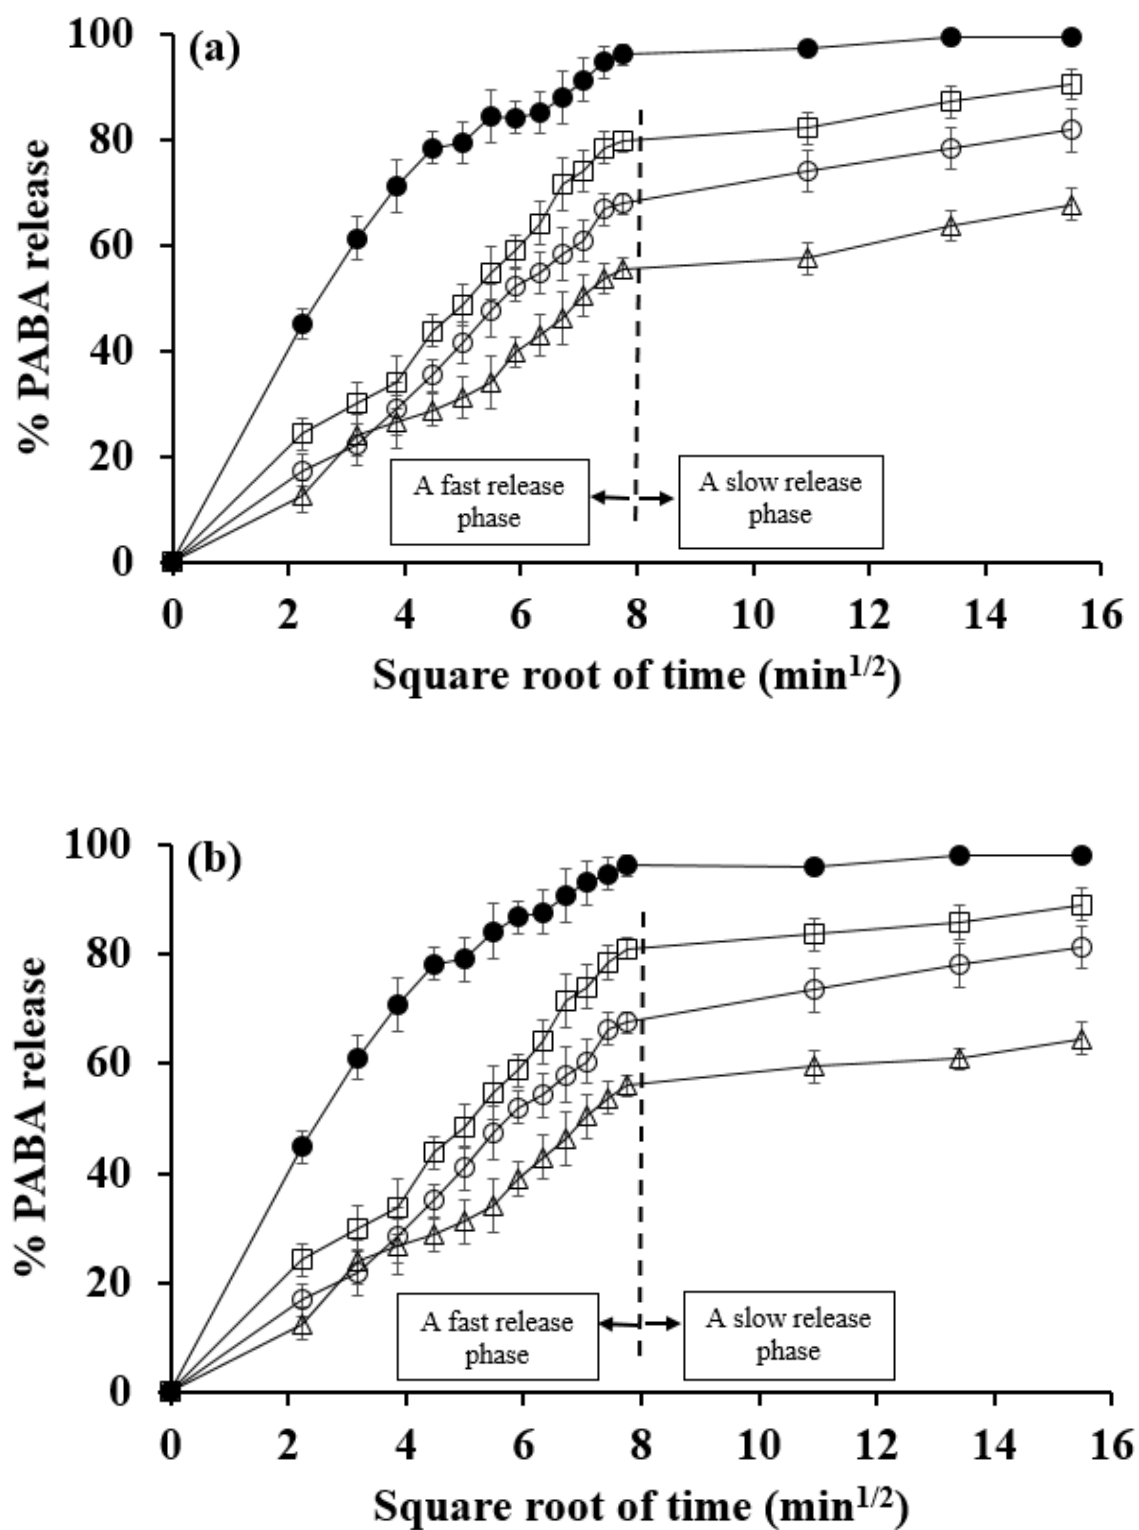 (a)
% PABA release
100
80
60
40
20
0
A fast release
phase
A slow release
phase
0 2 4 6 8 10 12 14 16
Square root of time (min1/2)
(b)
% PABA release
100
80
60
40
20
0
A fast release
phase
A slow release
phase
0 2 4 6 8 10 12 14 16
Square root of time (min1/2)